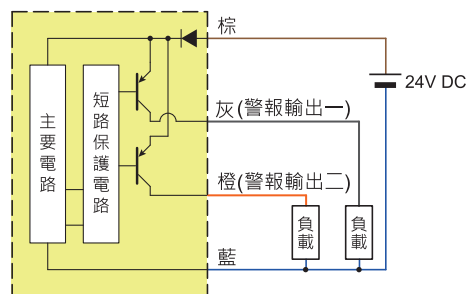 棕
24V DC
灰(警報輸出一)
主要電路
短路保護電路
橙(警報輸出二)
負載
負載
藍